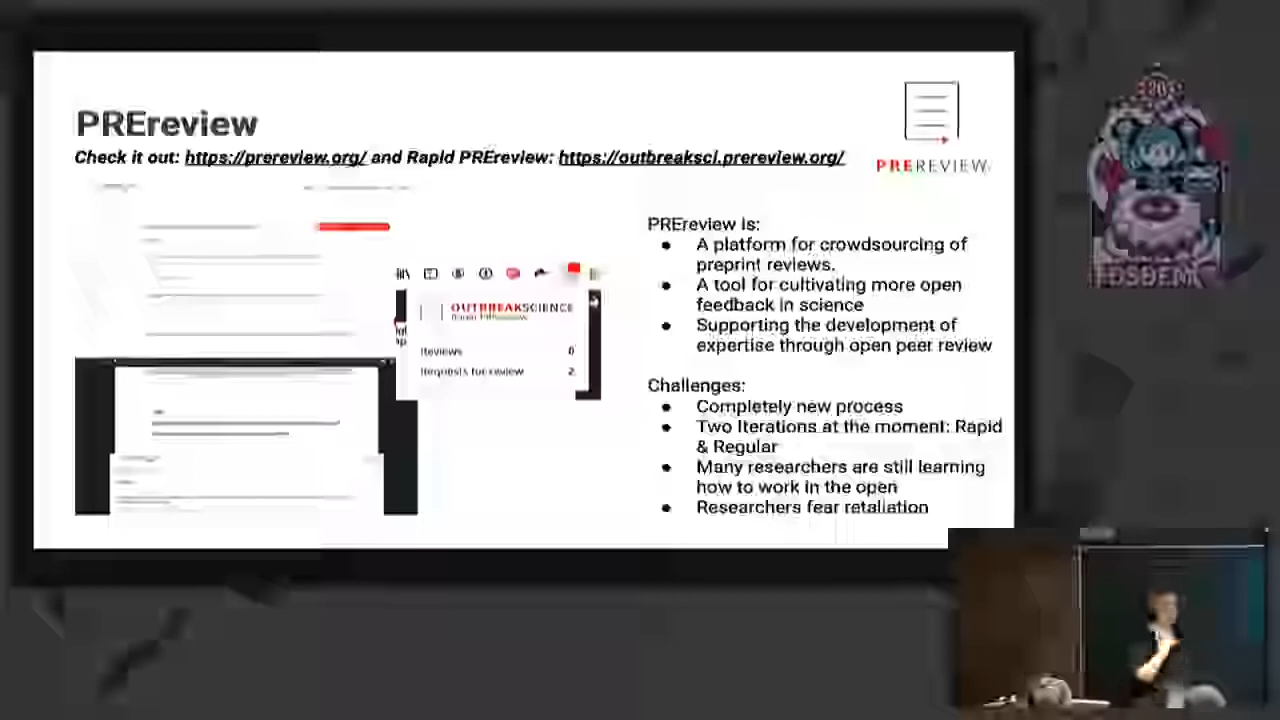 PREreview
Check it out: https://prereview.org/ and Rapid PREreview: https://outbreaksci.prereview.org/
PREREVIEW
PREreview is:
● A platform for crowdsourcing of
preprint reviews.
● A tool for cultivating more open
feedback in science
● Supporting the development of
expertise through open peer review
OUTBREAKSCIENCE
Rapid PREreview
Reviews 0
Requests for review 2
Challenges:
● Completely new process
● Two Iterations at the moment: Rapid
& Regular
● Many researchers are still learning
how to work in the open
● Researchers fear retaliation